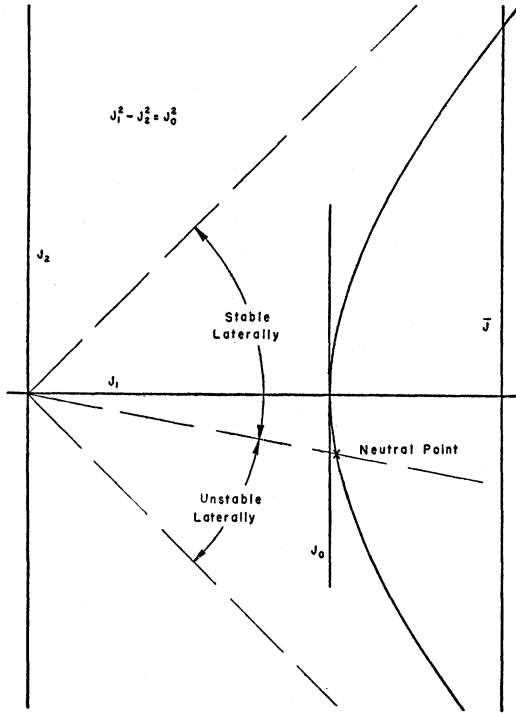 J₁² - J₂² = J₀²
J₂
Stable
Laterally
J̅
J₁
Neutral Point
Unstable
Laterally
J₀